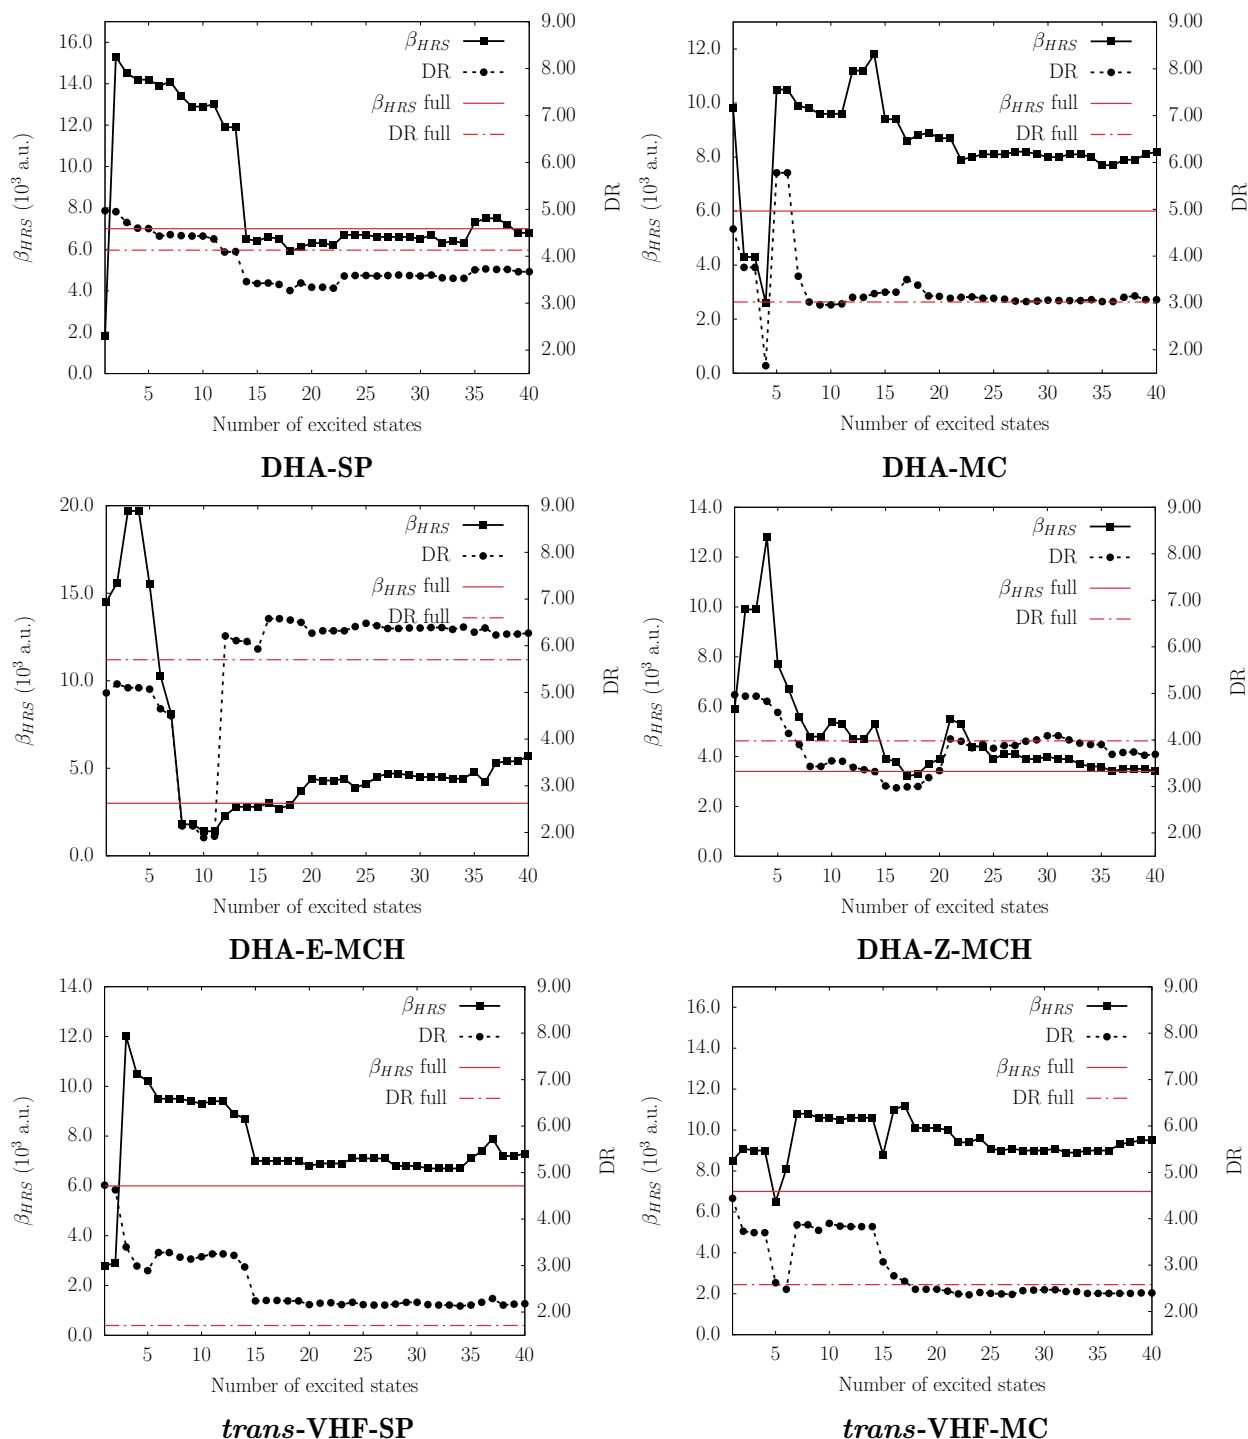 16.0
14.0
12.0
10.0
8.0
6.0
4.0
2.0
0.0
9.00
8.00
7.00
6.00
5.00
4.00
3.00
2.00
5 10 15 20 25 30 35 40
β_HRS (10³ a.u.)
DR
β_HRS
DR
β_HRS full
DR full
Number of excited states
DHA-SP
12.0
10.0
8.0
6.0
4.0
2.0
0.0
9.00
8.00
7.00
6.00
5.00
4.00
3.00
2.00
5 10 15 20 25 30 35 40
β_HRS (10³ a.u.)
DR
β_HRS
DR
β_HRS full
DR full
Number of excited states
DHA-MC
20.0
15.0
10.0
5.0
0.0
9.00
8.00
7.00
6.00
5.00
4.00
3.00
2.00
5 10 15 20 25 30 35 40
β_HRS (10³ a.u.)
DR
β_HRS
DR
β_HRS full
DR full
Number of excited states
DHA-E-MCH
14.0
12.0
10.0
8.0
6.0
4.0
2.0
0.0
9.00
8.00
7.00
6.00
5.00
4.00
3.00
2.00
5 10 15 20 25 30 35 40
β_HRS (10³ a.u.)
DR
β_HRS
DR
β_HRS full
DR full
Number of excited states
DHA-Z-MCH
14.0
12.0
10.0
8.0
6.0
4.0
2.0
0.0
9.00
8.00
7.00
6.00
5.00
4.00
3.00
2.00
5 10 15 20 25 30 35 40
β_HRS (10³ a.u.)
DR
β_HRS
DR
β_HRS full
DR full
Number of excited states
trans-VHF-SP
16.0
14.0
12.0
10.0
8.0
6.0
4.0
2.0
0.0
9.00
8.00
7.00
6.00
5.00
4.00
3.00
2.00
5 10 15 20 25 30 35 40
β_HRS (10³ a.u.)
DR
β_HRS
DR
β_HRS full
DR full
Number of excited states
trans-VHF-MC